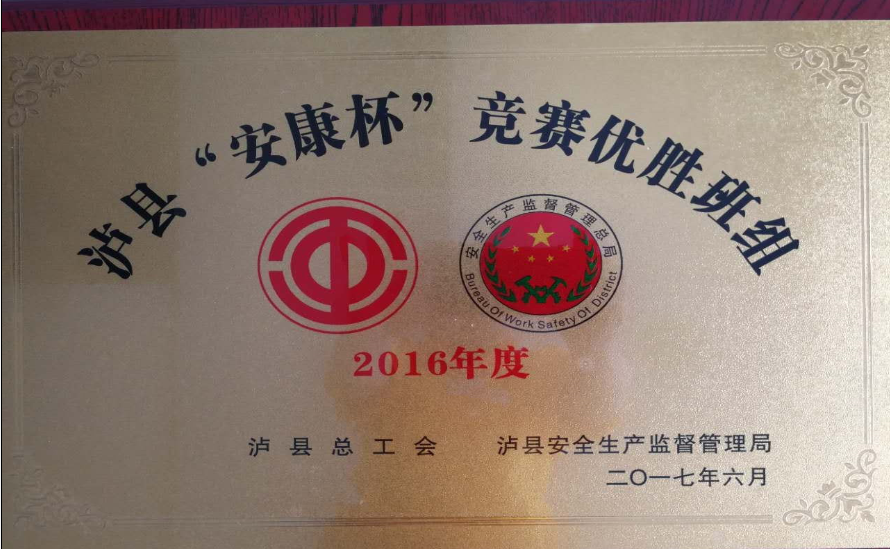 泸县“安康杯”竞赛优胜班组
安全生产监督管理总局
Bureau Of Work Safety Of District
2016年度
泸县总工会 泸县安全生产监督管理局
二〇一七年六月